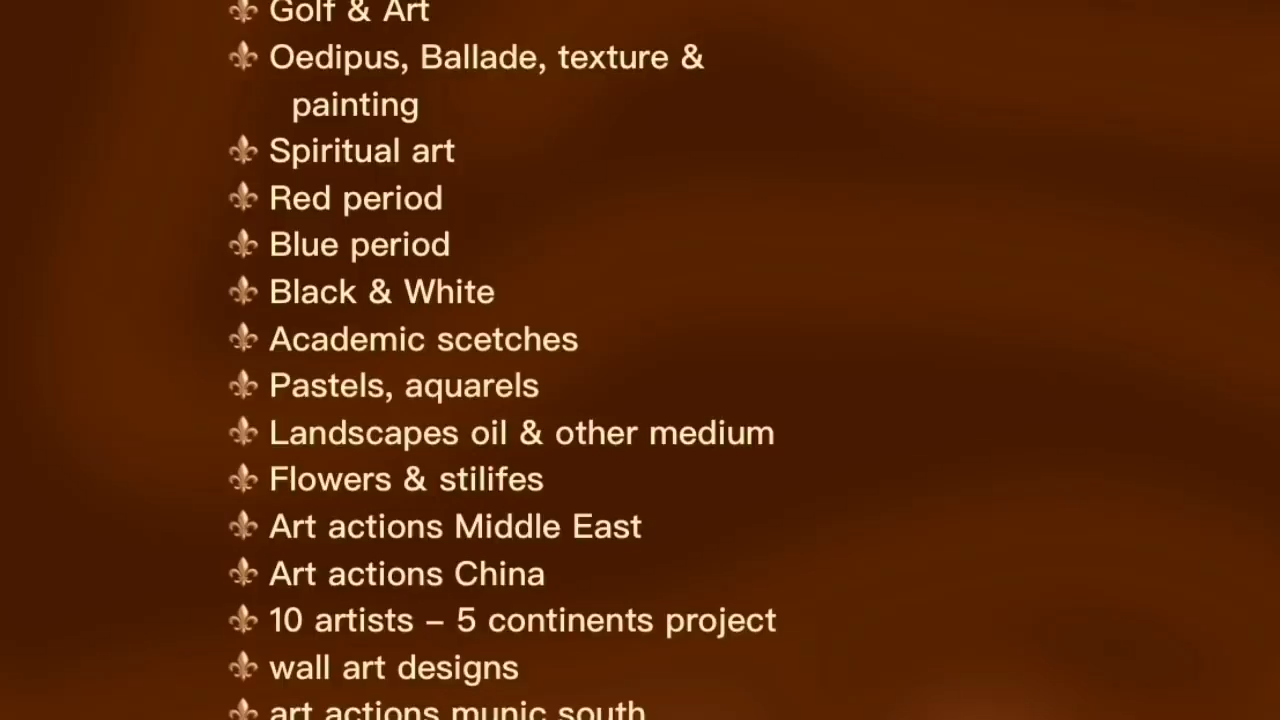 Golf & Art
Oedipus, Ballade, texture &
painting
Spiritual art
Red period
Blue period
Black & White
Academic scetches
Pastels, aquarels
Landscapes oil & other medium
Flowers & stilifes
Art actions Middle East
Art actions China
10 artists – 5 continents project
wall art designs
art actions munic south